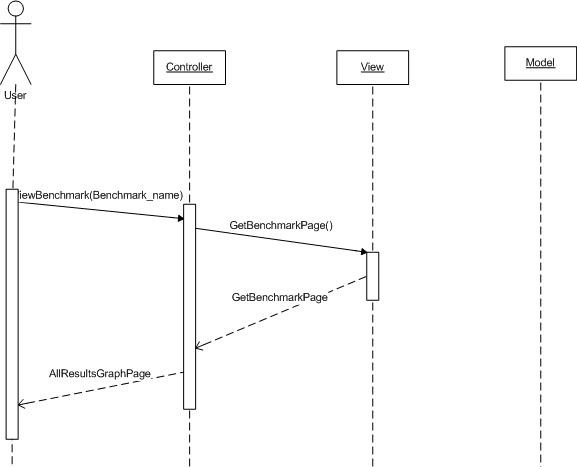 User
Controller
View
Model
iewBenchmark(Benchmark_name)
GetBenchmarkPage()
GetBenchmarkPage
AllResultsGraphPage